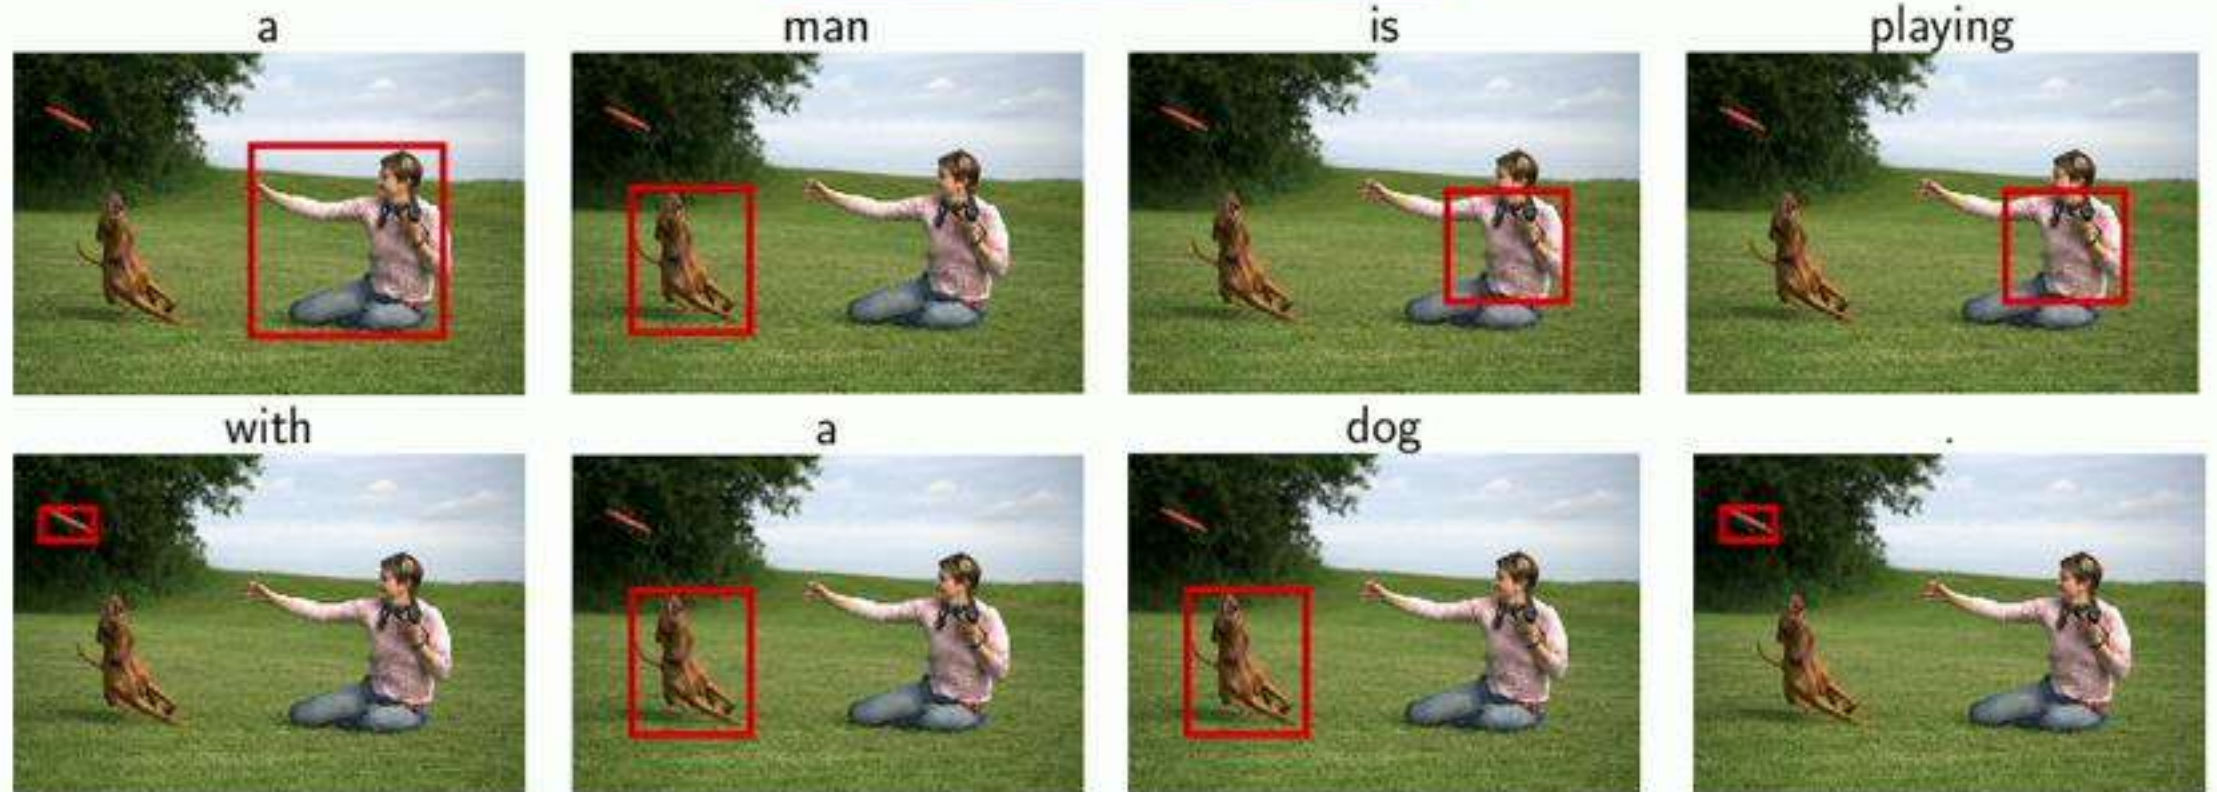 a man is playing
with a dog .